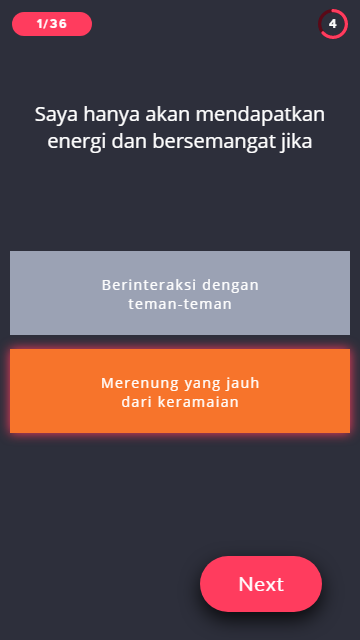 1/36
4
Saya hanya akan mendapatkan
energi dan bersemangat jika
Berinteraksi dengan
teman-teman
Merenung yang jauh
dari keramaian
Next